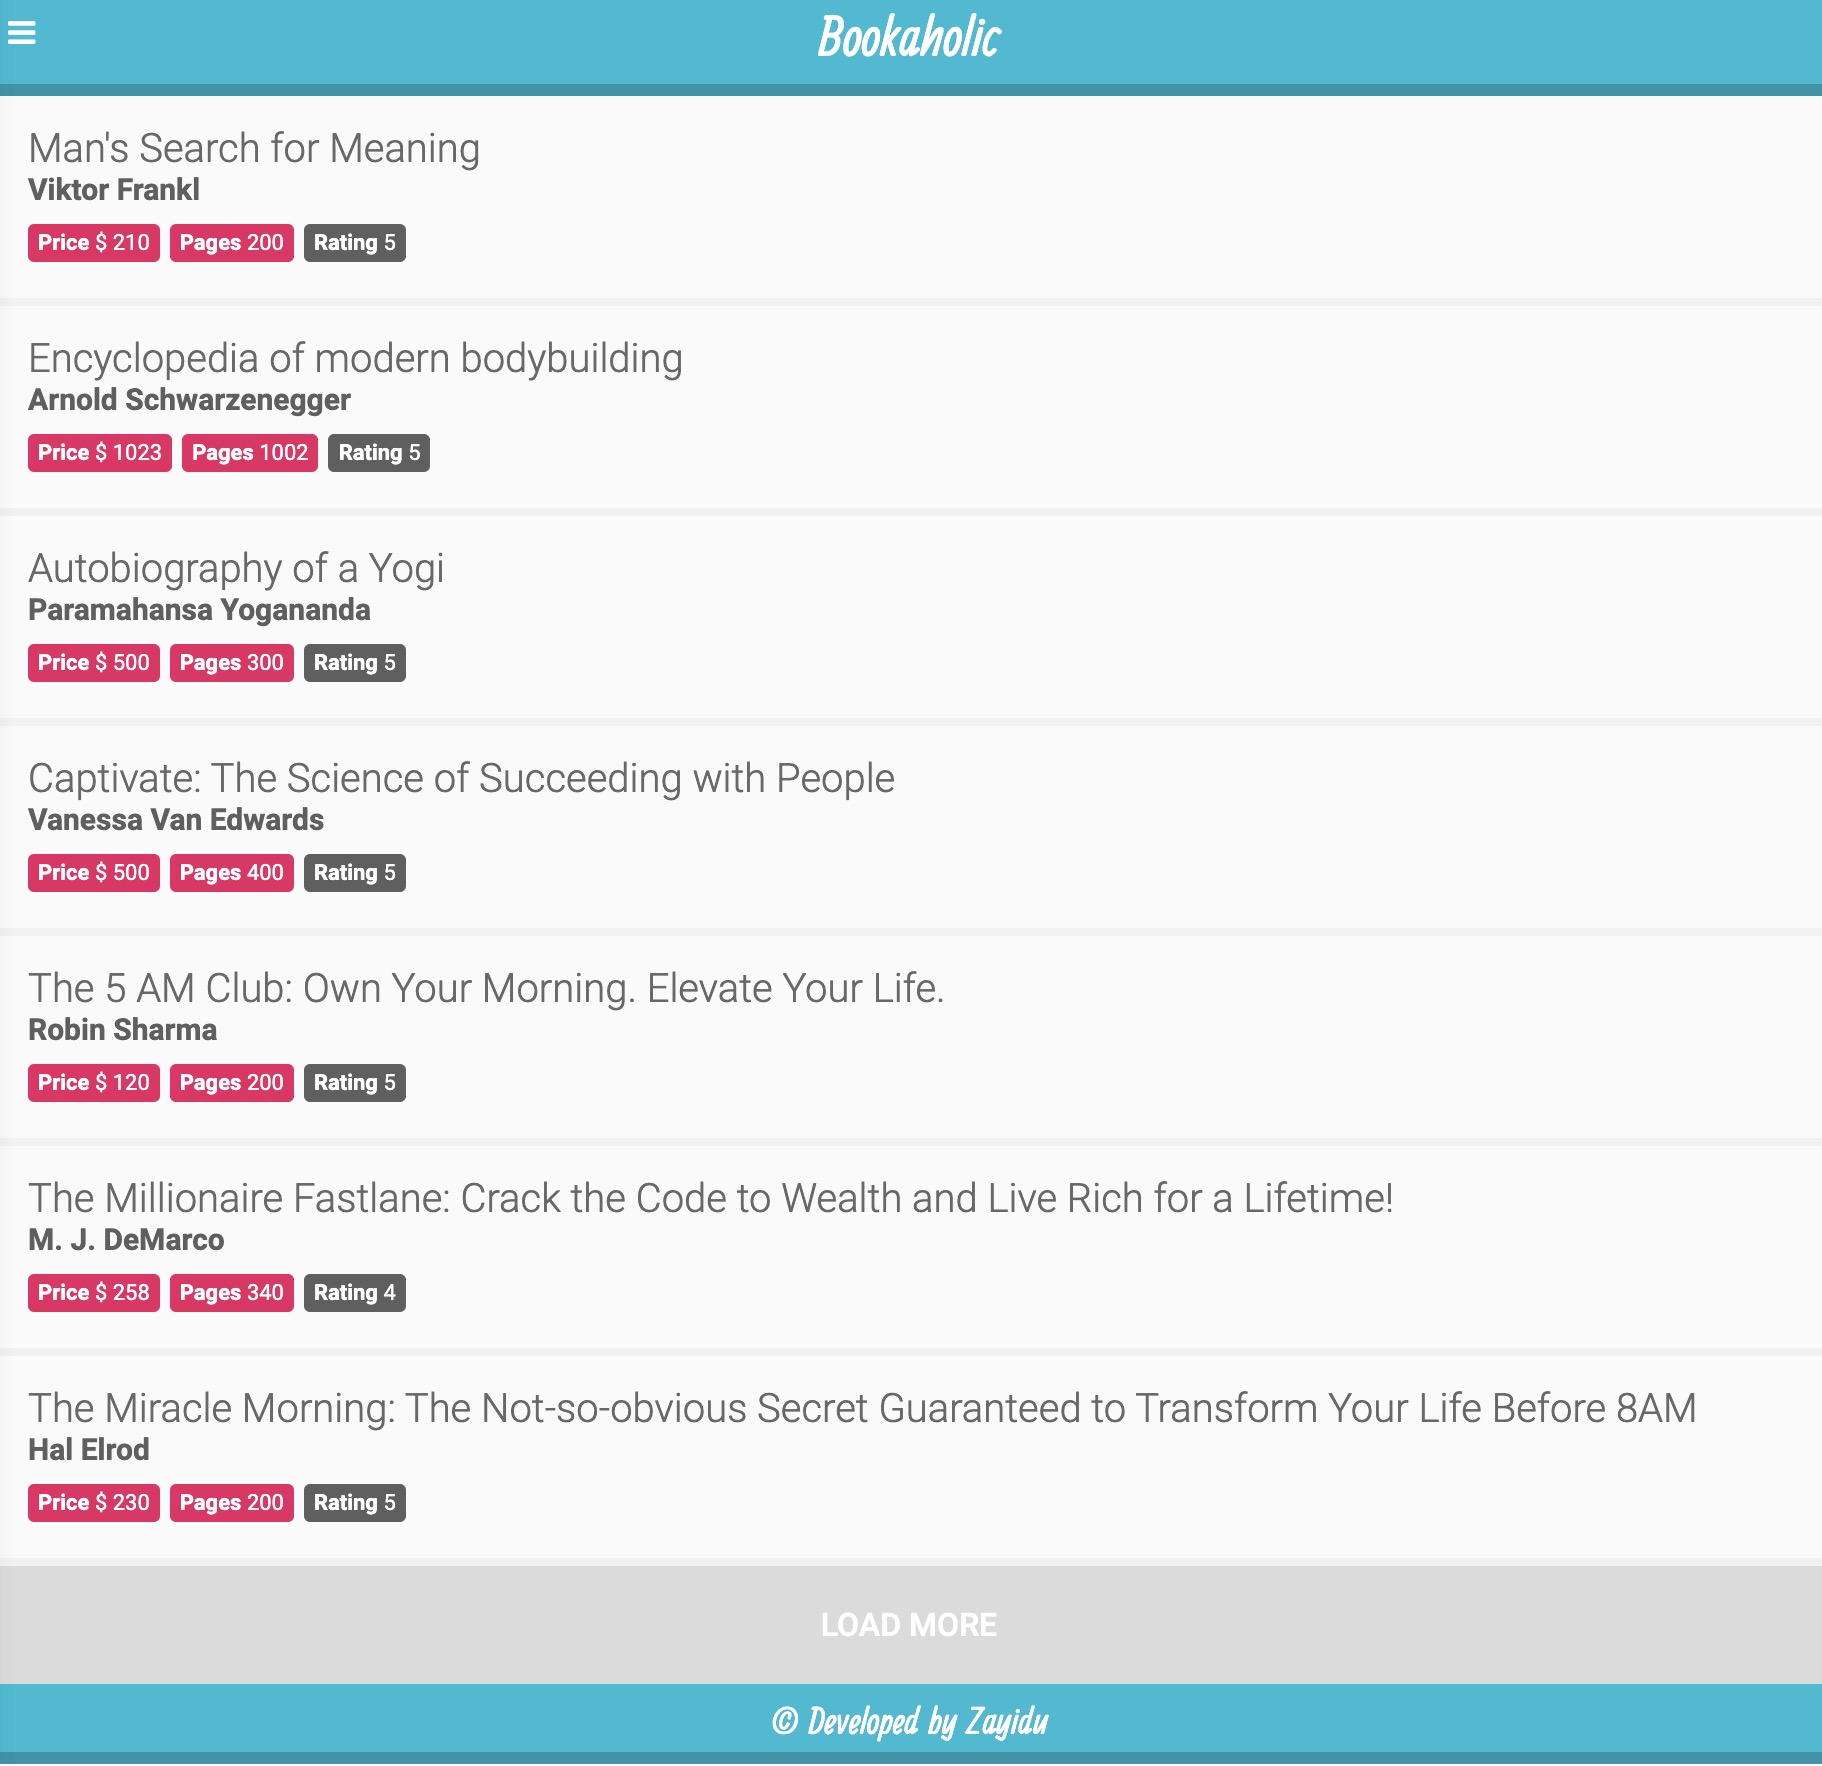 Bookaholic
Man's Search for Meaning
Viktor Frankl
Price $ 210 Pages 200 Rating 5
Encyclopedia of modern bodybuilding
Arnold Schwarzenegger
Price $ 1023 Pages 1002 Rating 5
Autobiography of a Yogi
Paramahansa Yogananda
Price $ 500 Pages 300 Rating 5
Captivate: The Science of Succeeding with People
Vanessa Van Edwards
Price $ 500 Pages 400 Rating 5
The 5 AM Club: Own Your Morning. Elevate Your Life.
Robin Sharma
Price $ 120 Pages 200 Rating 5
The Millionaire Fastlane: Crack the Code to Wealth and Live Rich for a Lifetime!
M. J. DeMarco
Price $ 258 Pages 340 Rating 4
The Miracle Morning: The Not-so-obvious Secret Guaranteed to Transform Your Life Before 8AM
Hal Elrod
Price $ 230 Pages 200 Rating 5
LOAD MORE
© Developed by Zayidu